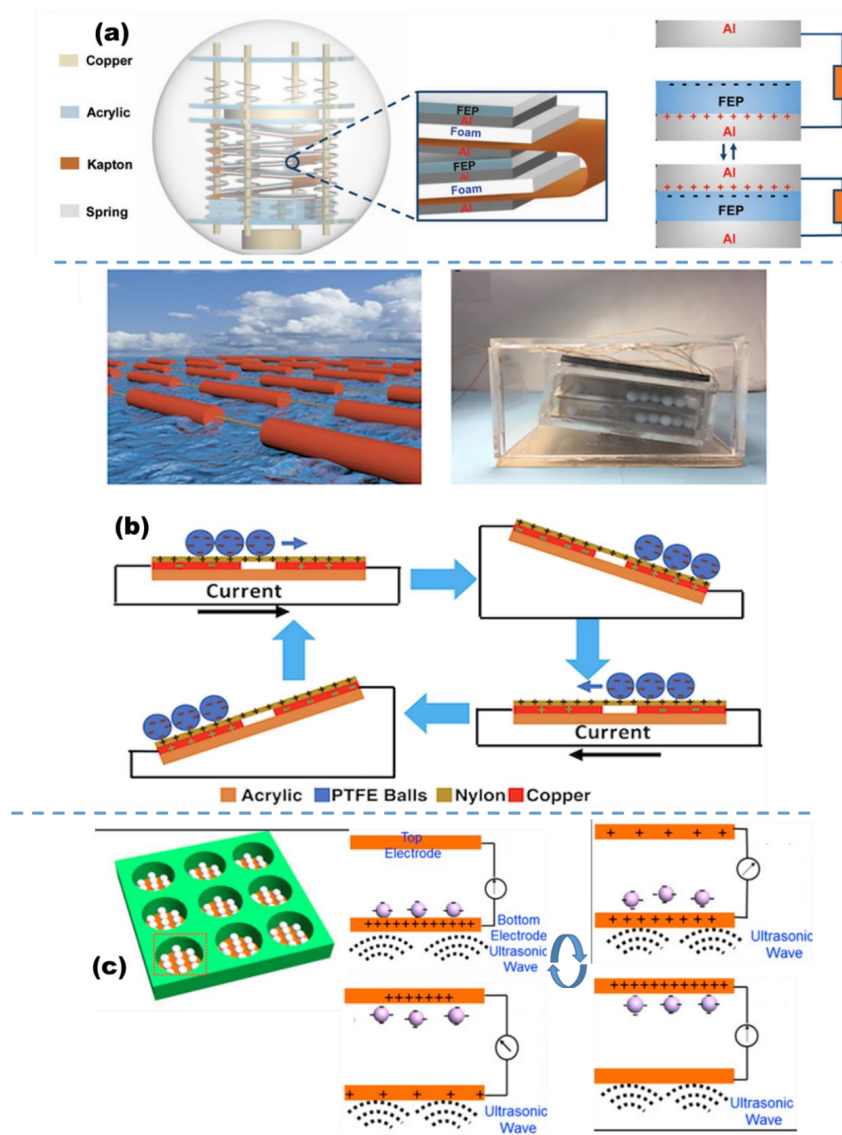 (a)
Copper
Acrylic
Kapton
Spring
FEP
Al
Foam
Al
FEP
Al
Foam
Al
Al
- - - - - - - - - -
FEP
+ + + + + + + + + +
Al
Al
+ + + + + + + + + +
- - - - - - - - - -
FEP
Al
(b)
Current
Current
Acrylic PTFE Balls Nylon Copper
(c)
Top
Electrode
Bottom
Electrode
Ultrasonic
Wave
Ultrasonic
Wave
Ultrasonic
Wave
Ultrasonic
Wave